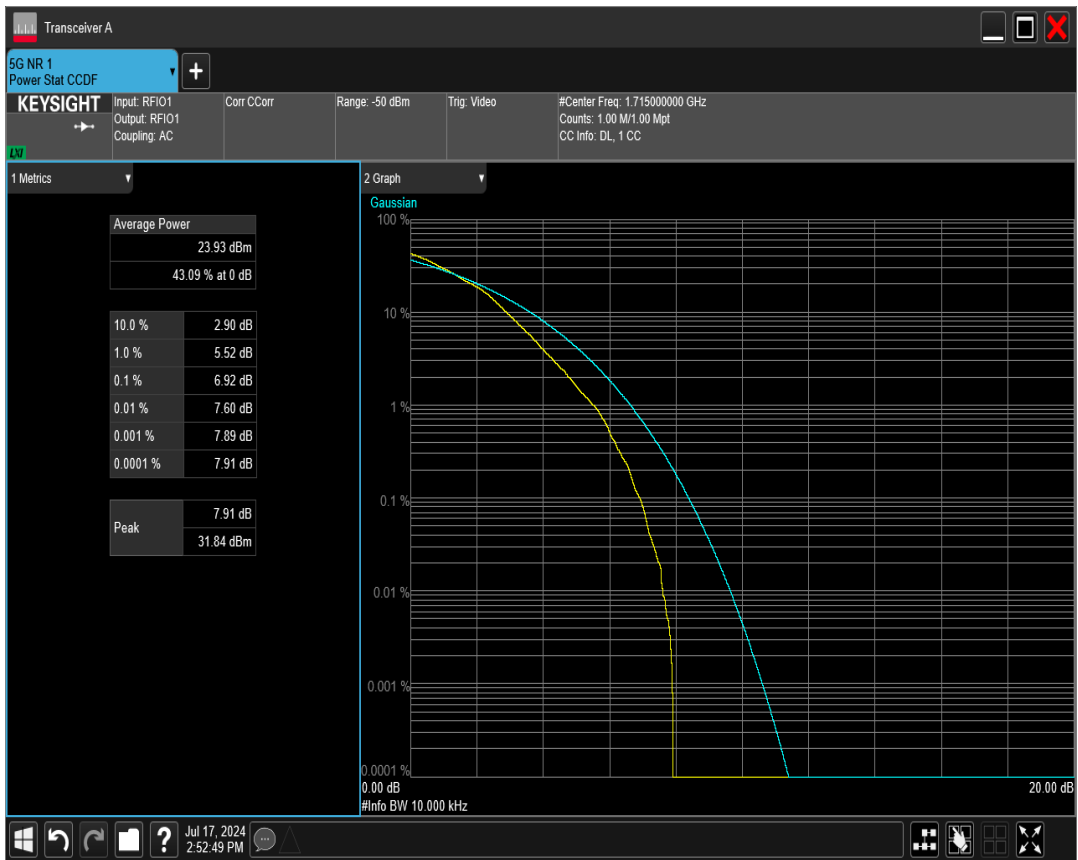 Transceiver A
5G NR 1
Power Stat CCDF
KEYSIGHT
LXI
Input: RFIO1
Output: RFIO1
Coupling: AC
Corr CCorr
Range: -50 dBm
Trig: Video
#Center Freq: 1.715000000 GHz
Counts: 1.00 M/1.00 Mpt
CC Info: DL, 1 CC
1 Metrics
Average Power
23.93 dBm
43.09 % at 0 dB
10.0 % 2.90 dB
1.0 % 5.52 dB
0.1 % 6.92 dB
0.01 % 7.60 dB
0.001 % 7.89 dB
0.0001 % 7.91 dB
Peak
7.91 dB
31.84 dBm
2 Graph
Gaussian
100 %
10 %
1 %
0.1 %
0.01 %
0.001 %
0.0001 %
0.00 dB 20.00 dB
#Info BW 10.000 kHz
?
Jul 17, 2024
2:52:49 PM